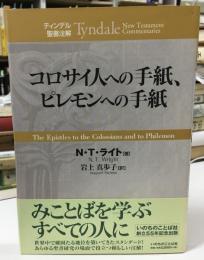 ティンデル
聖書注解
Tyndale
New Testament
Commentaries
コロサイ人への手紙、
ピレモンへの手紙
The Epistles to the Colossians and to Philemon
N・T・ライト[著]
N. T. Wright
岩上真歩子[訳]
みことばを学ぶ
すべての人に
いのちのことば社